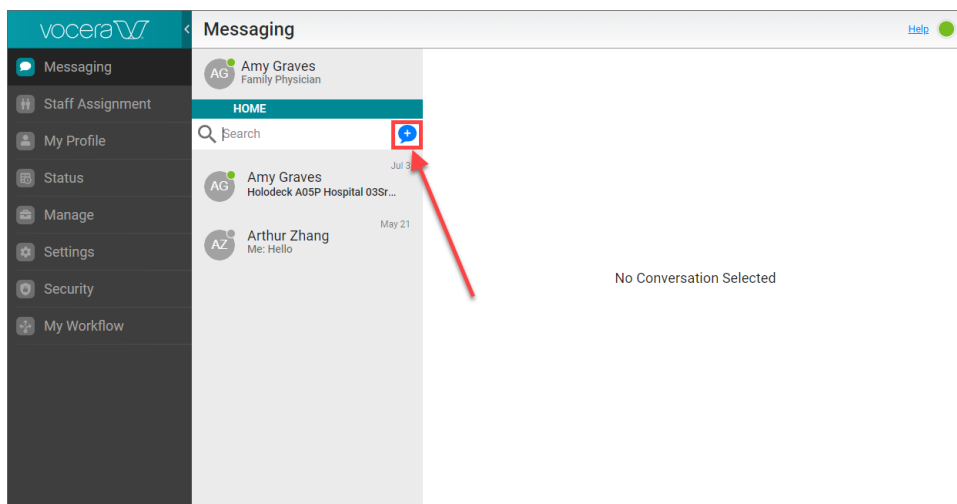 vocera
Messaging
Help
Messaging
Staff Assignment
My Profile
Status
Manage
Settings
Security
My Workflow
AG
Amy Graves
Family Physician
HOME
Search
Jul 3
AG
Amy Graves
Holodeck A05P Hospital 03Sr...
May 21
AZ
Arthur Zhang
Me: Hello
No Conversation Selected